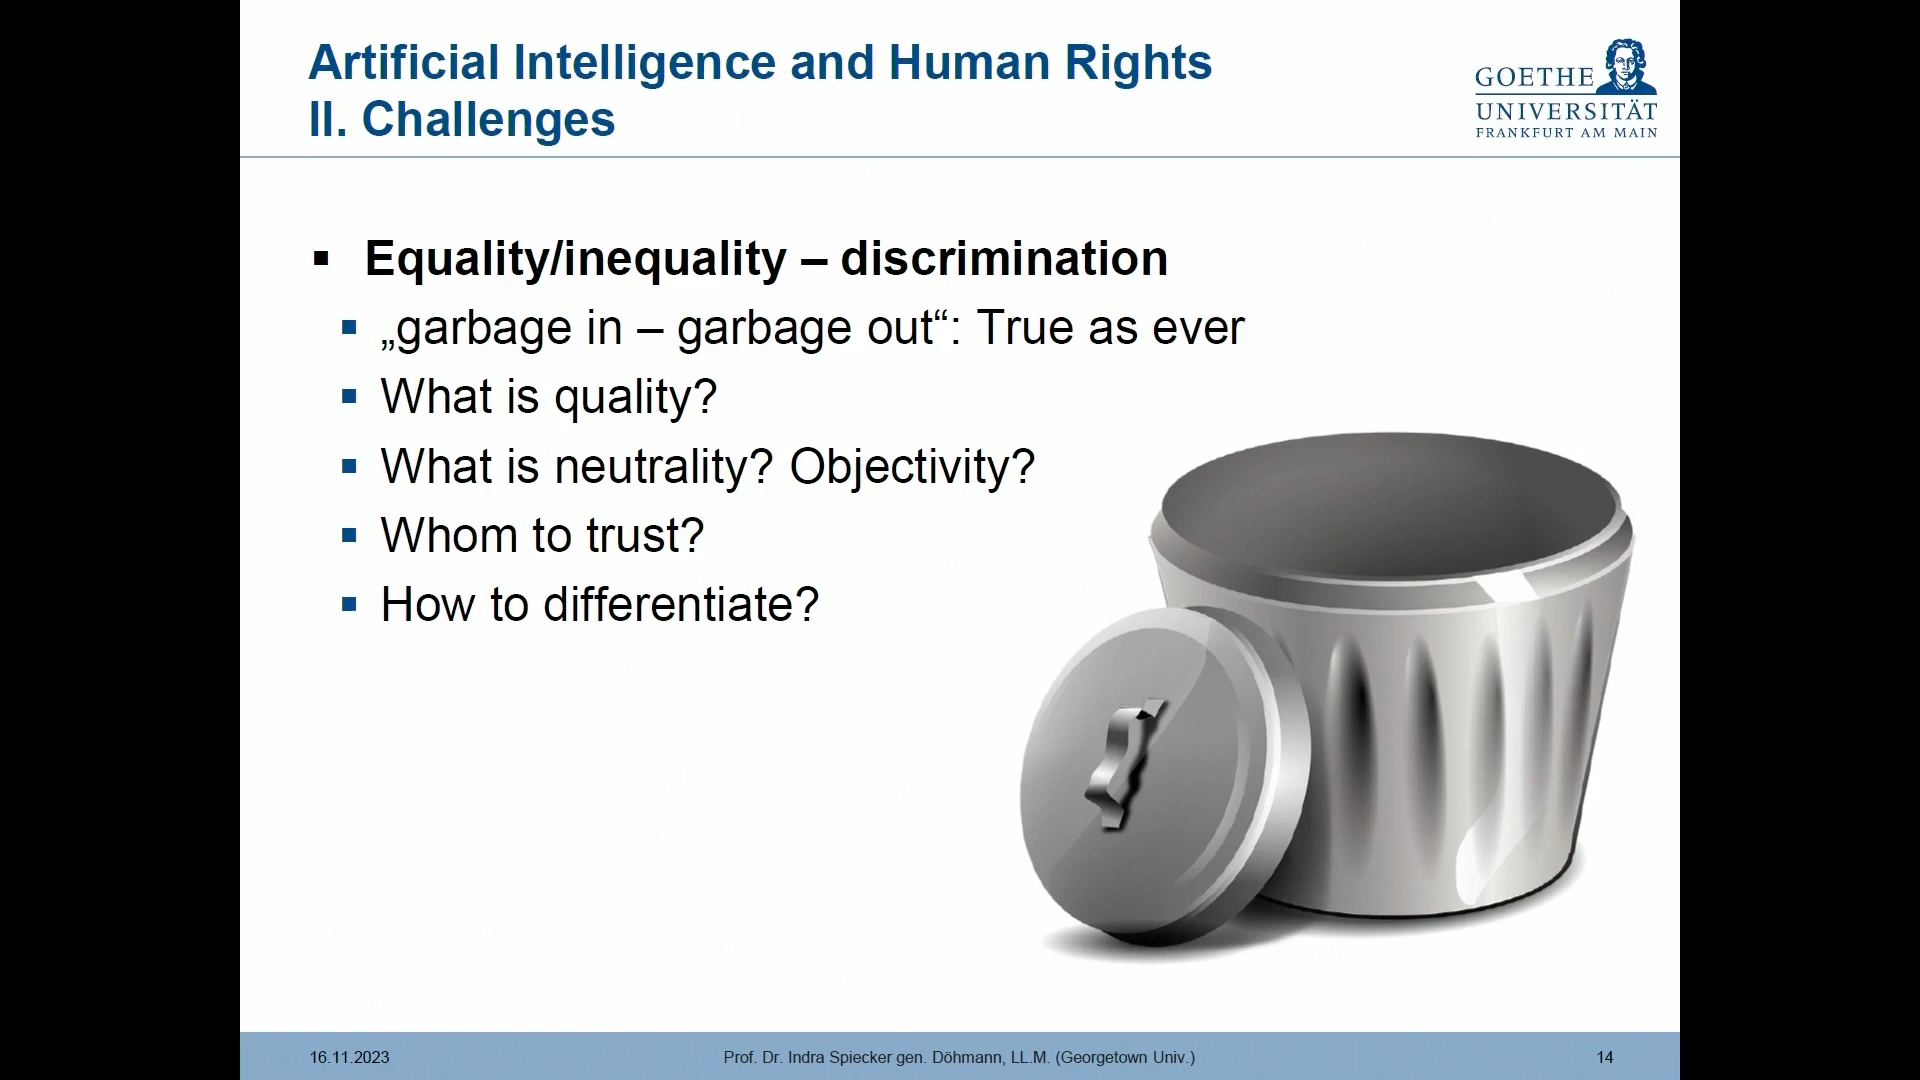 Artificial Intelligence and Human Rights
II. Challenges
GOETHE
UNIVERSITÄT
FRANKFURT AM MAIN
▪ Equality/inequality – discrimination
▪ „garbage in – garbage out“: True as ever
▪ What is quality?
▪ What is neutrality? Objectivity?
▪ Whom to trust?
▪ How to differentiate?
16.11.2023
Prof. Dr. Indra Spiecker gen. Döhmann, LL.M. (Georgetown Univ.)
14